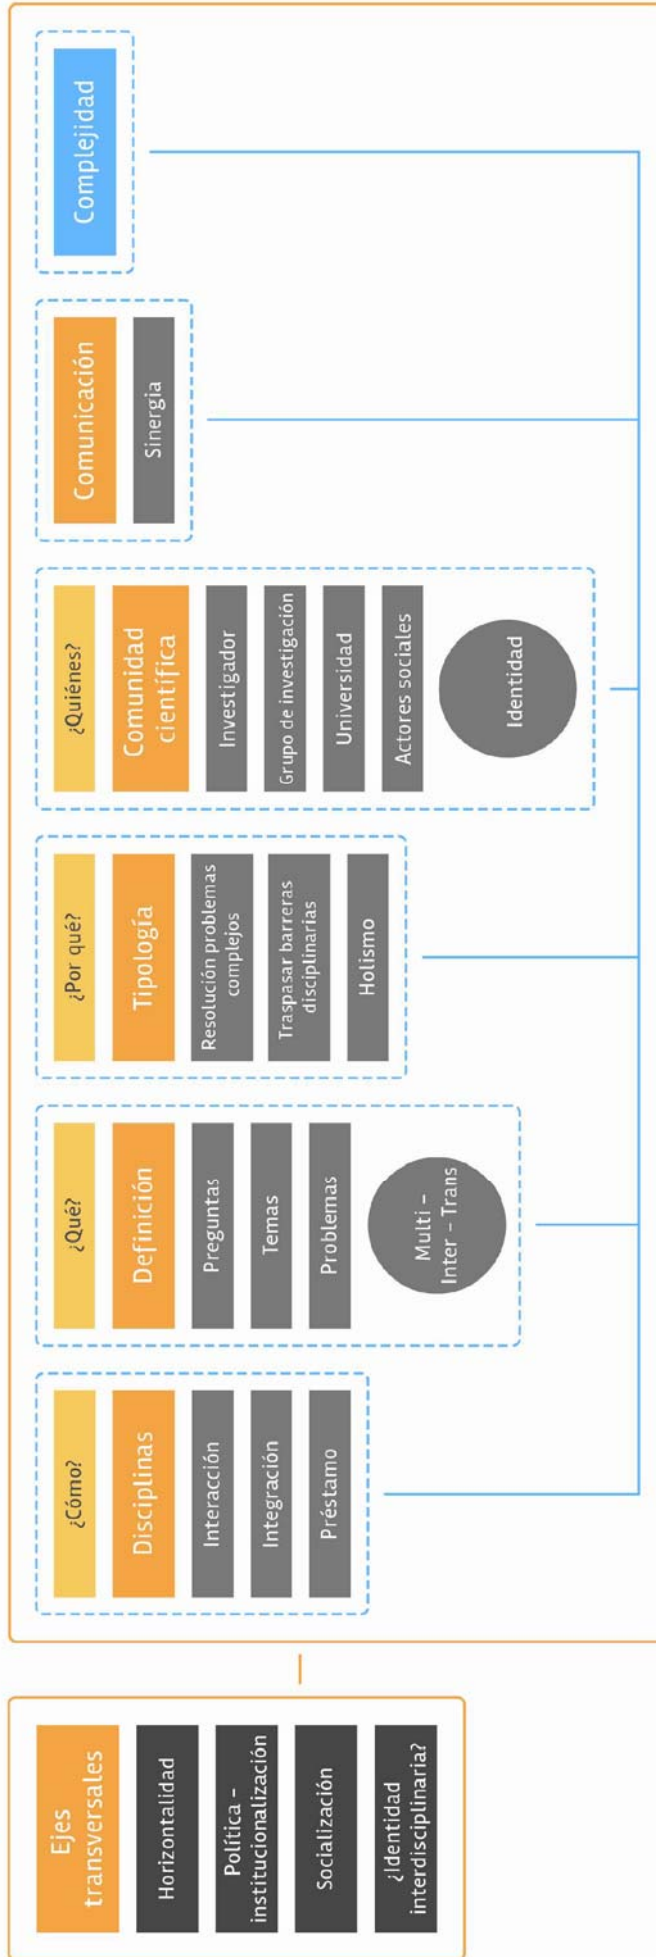 Ejes
transversales
Horizontalidad
Política –
institucionalización
Socialización
¿Identidad
interdisciplinaria?
¿Cómo?
Disciplinas
Interacción
Integración
Préstamo
¿Qué?
Definición
Preguntas
Temas
Problemas
Multi –
Inter – Trans
¿Por qué?
Tipología
Resolución problemas
complejos
Traspasar barreras
disciplinarias
Holismo
¿Quiénes?
Comunidad
científica
Investigador
Grupo de investigación
Universidad
Actores sociales
Identidad
Comunicación
Sinergia
Complejidad